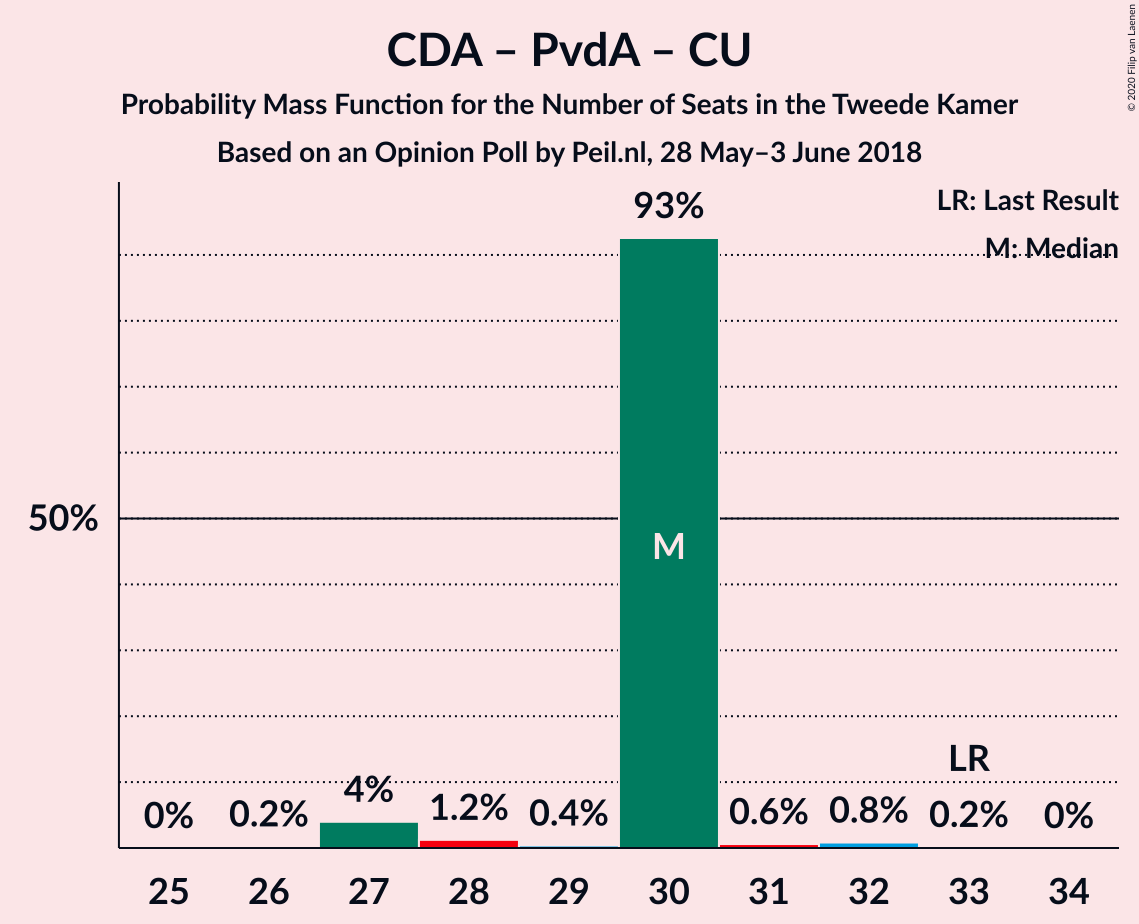 CDA – PvdA – CU
Probability Mass Function for the Number of Seats in the Tweede Kamer
Based on an Opinion Poll by Peil.nl, 28 May–3 June 2018
© 2020 Filip van Laenen
LR: Last Result
M: Median
93%
50%
M
LR
0%
0.2%
4%
1.2%
0.4%
0.6%
0.8%
0.2%
0%
25 26 27 28 29 30 31 32 33 34